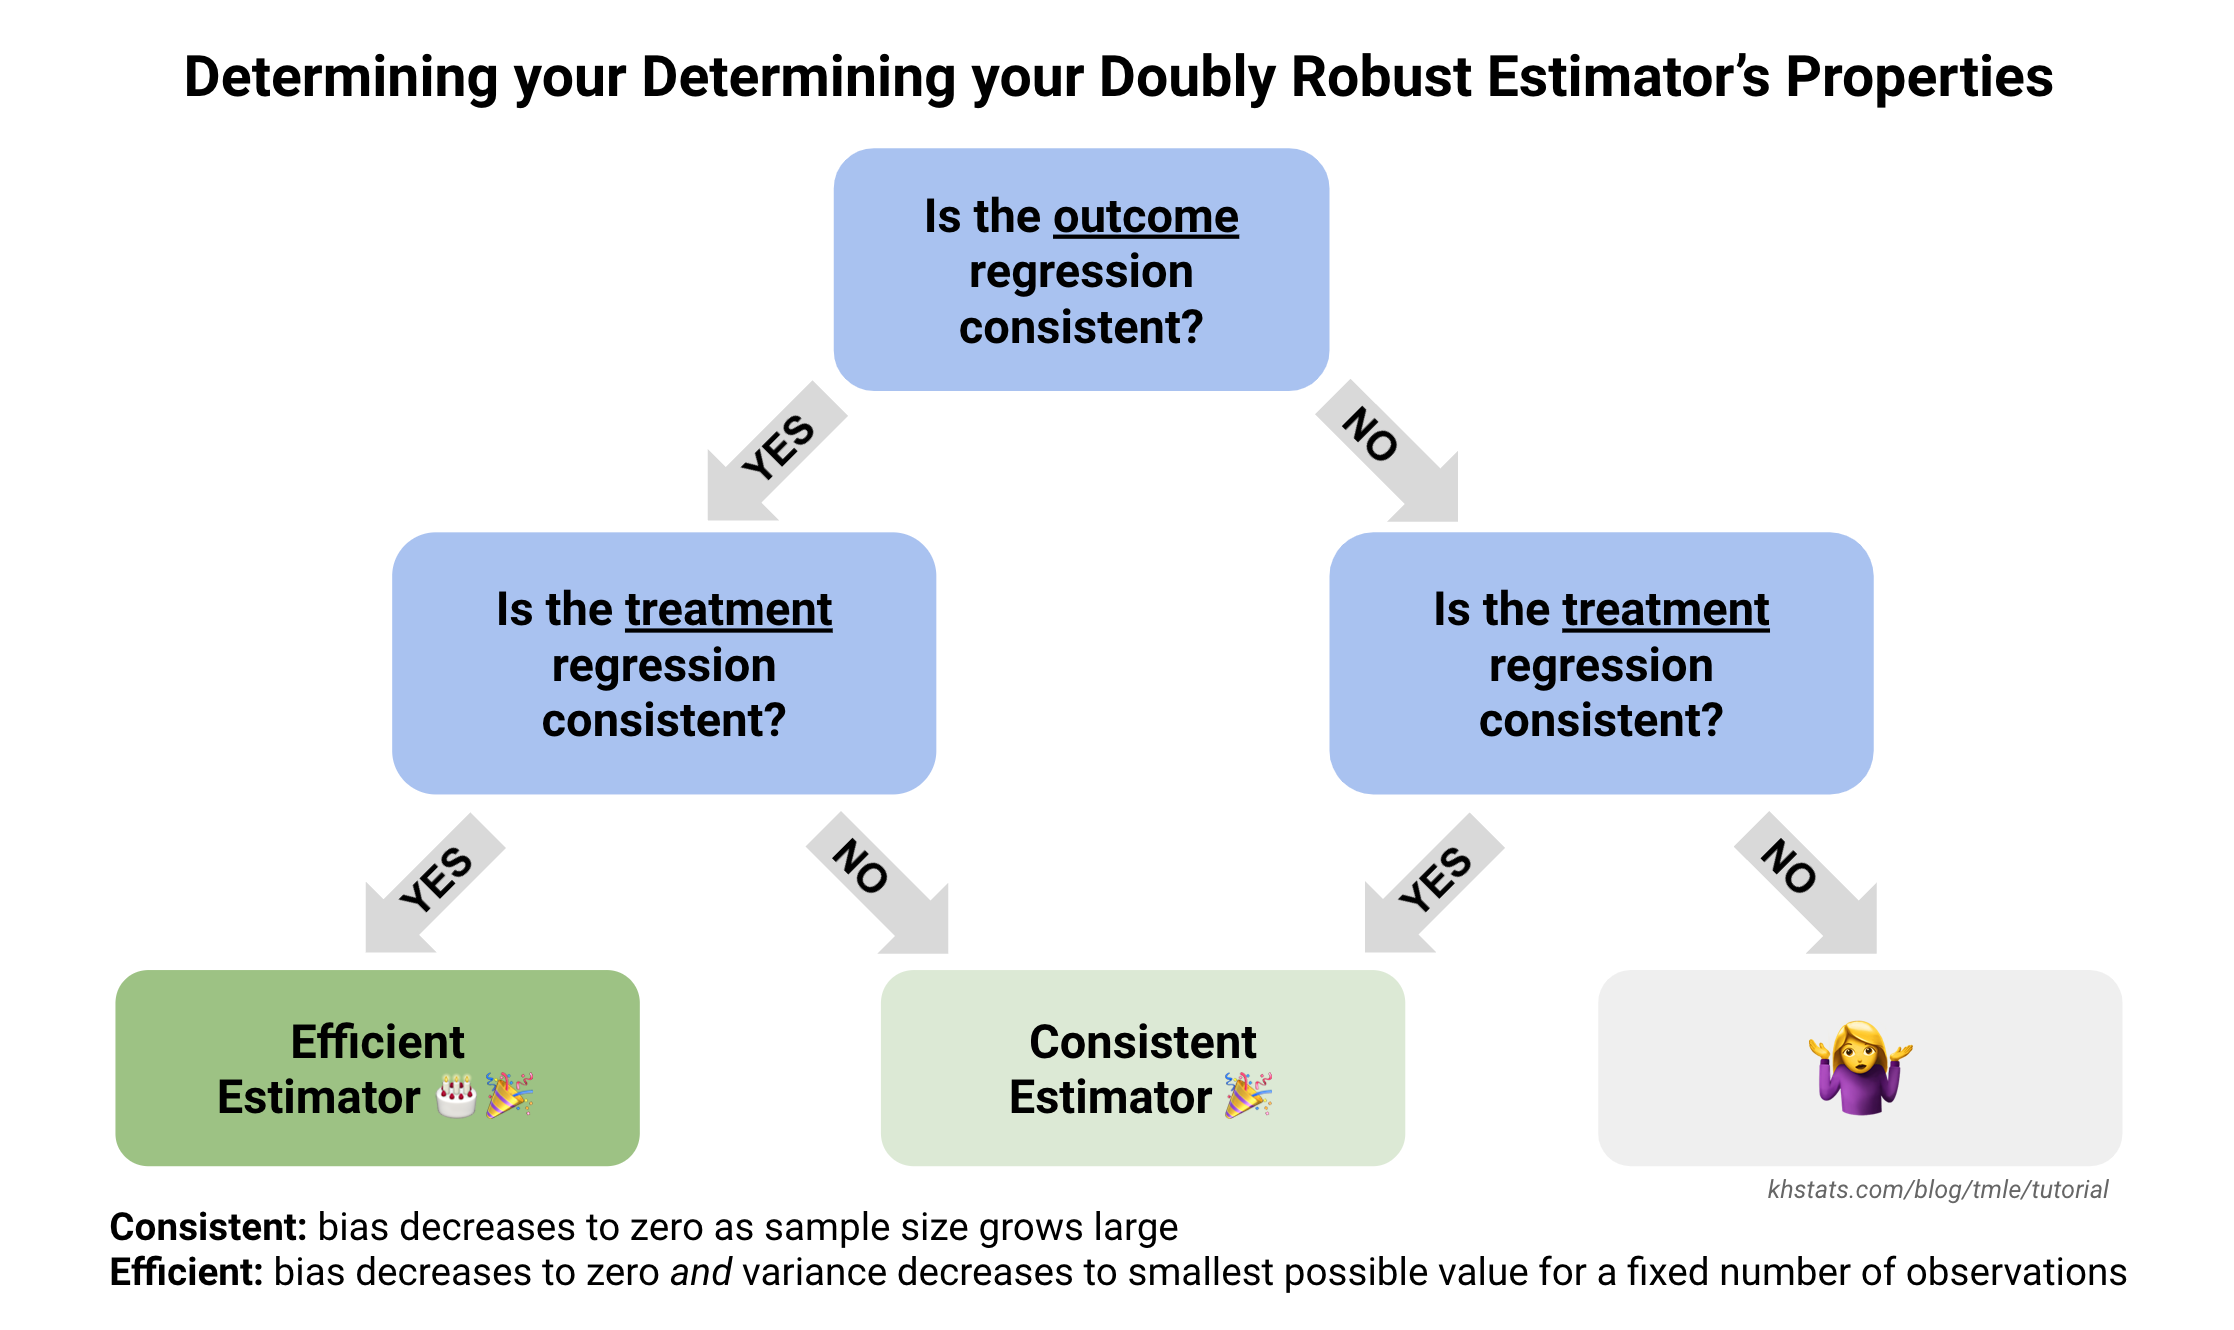 Determining your Determining your Doubly Robust Estimator’s Properties
Is the outcome
regression
consistent?
YES
NO
Is the treatment
regression
consistent?
Is the treatment
regression
consistent?
YES
NO
YES
NO
Efficient
Estimator 🎂🎉
Consistent
Estimator 🎉
khstats.com/blog/tmle/tutorial
Consistent: bias decreases to zero as sample size grows large
Efficient: bias decreases to zero and variance decreases to smallest possible value for a fixed number of observations